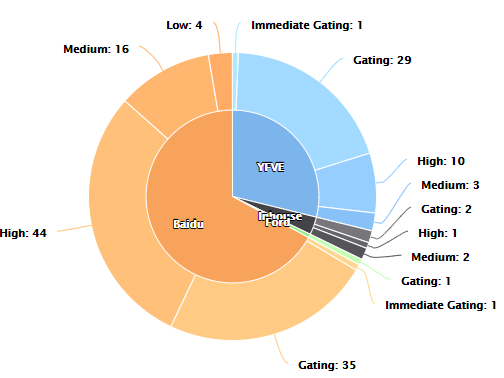 Low: 4
Immediate Gating: 1
Medium: 16
Gating: 29
High: 10
YFVE
Medium: 3
Gating: 2
Inhouse
Ford
Baidu
High: 44
High: 1
Medium: 2
Gating: 1
Immediate Gating: 1
Gating: 35